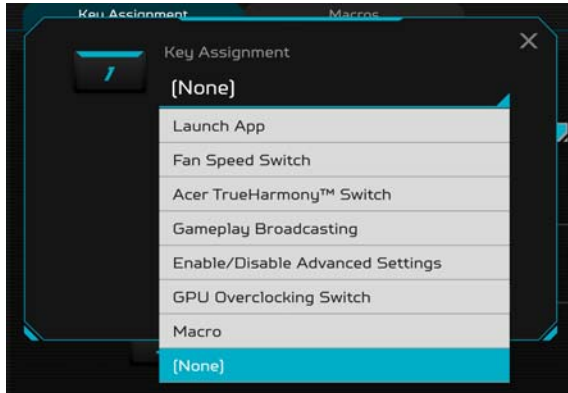 Key Assignment
Macros
1
Key Assignment
(None)
Launch App
Fan Speed Switch
Acer TrueHarmony™ Switch
Gameplay Broadcasting
Enable/Disable Advanced Settings
GPU Overclocking Switch
Macro
(None)